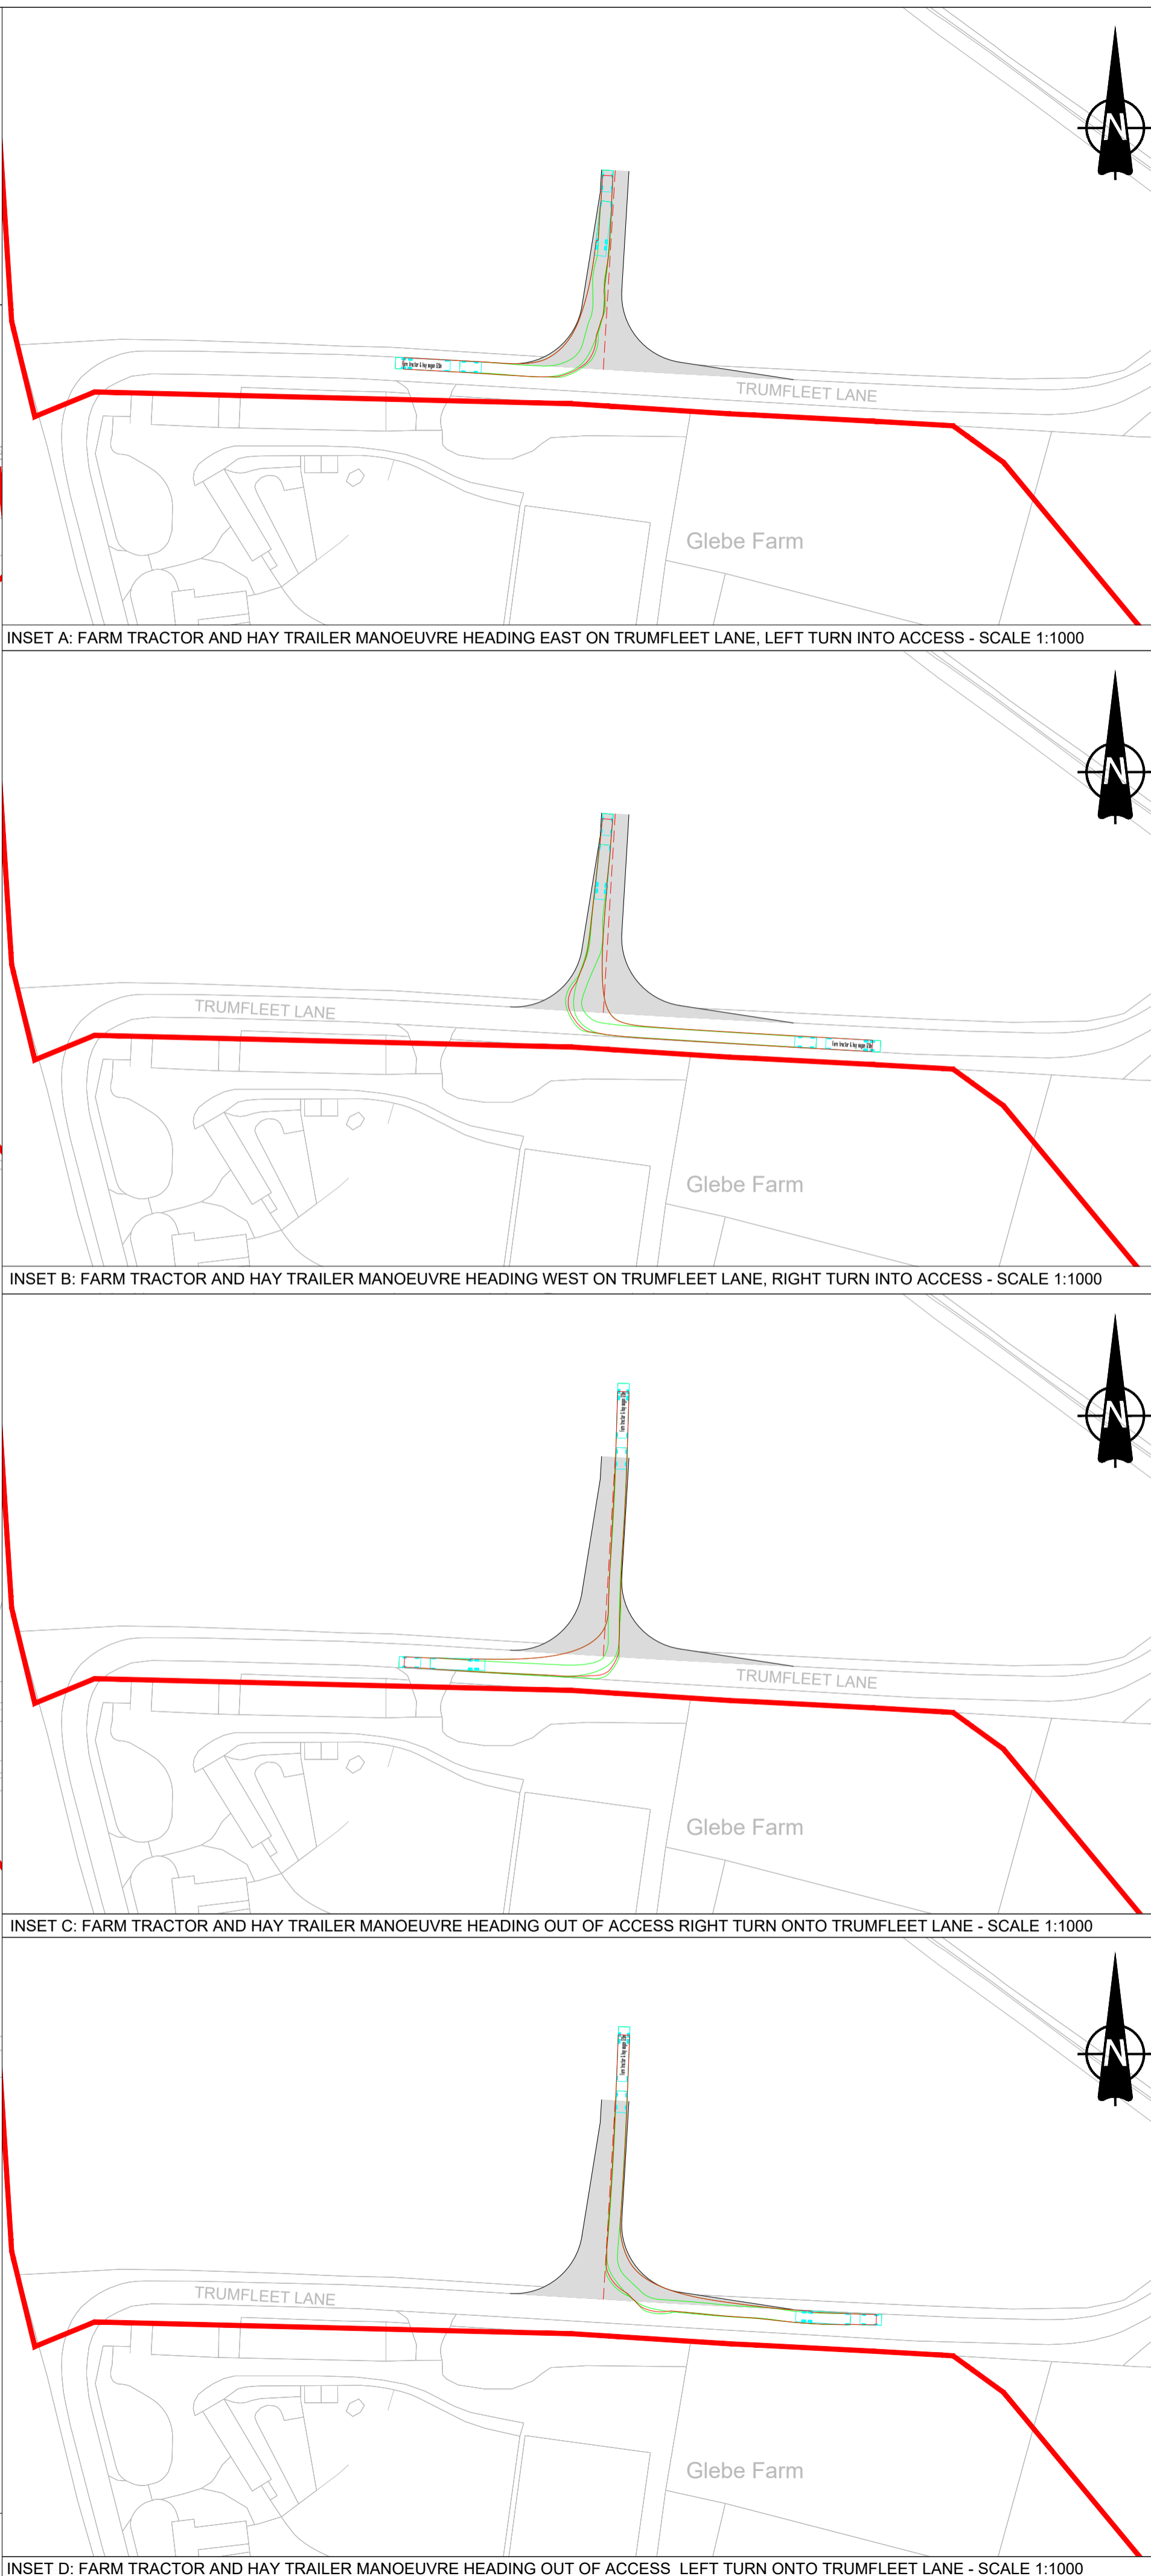 N
TRUMFLEET LANE
Glebe Farm
INSET A: FARM TRACTOR AND HAY TRAILER MANOEUVRE HEADING EAST ON TRUMFLEET LANE, LEFT TURN INTO ACCESS - SCALE 1:1000
N
TRUMFLEET LANE
Glebe Farm
INSET B: FARM TRACTOR AND HAY TRAILER MANOEUVRE HEADING WEST ON TRUMFLEET LANE, RIGHT TURN INTO ACCESS - SCALE 1:1000
N
TRUMFLEET LANE
Glebe Farm
INSET C: FARM TRACTOR AND HAY TRAILER MANOEUVRE HEADING OUT OF ACCESS RIGHT TURN ONTO TRUMFLEET LANE - SCALE 1:1000
N
TRUMFLEET LANE
Glebe Farm
INSET D: FARM TRACTOR AND HAY TRAILER MANOEUVRE HEADING OUT OF ACCESS LEFT TURN ONTO TRUMFLEET LANE - SCALE 1:1000